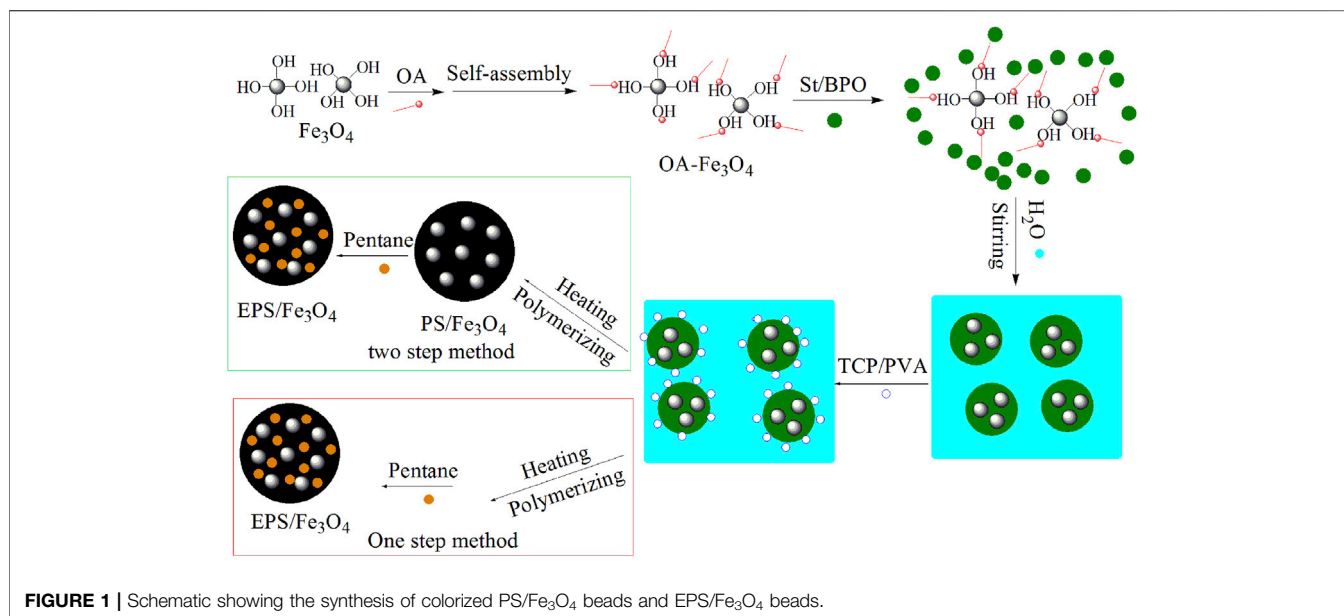 OH
HO
OH
OH
OH
HO
OH
OH
Fe₃O₄
OA
Self-assembly
OH
HO
OH
OH
HO
OH
OH
OH
OA-Fe₃O₄
St/BPO
OH
HO
OH
OH
HO
OH
OH
OH
H₂O
Stirring
TCP/PVA
Heating
Polymerizing
Pentane
EPS/Fe₃O₄
PS/Fe₃O₄
two step method
Heating
Polymerizing
Pentane
EPS/Fe₃O₄
One step method
FIGURE 1 | Schematic showing the synthesis of colorized PS/Fe₃O₄ beads and EPS/Fe₃O₄ beads.